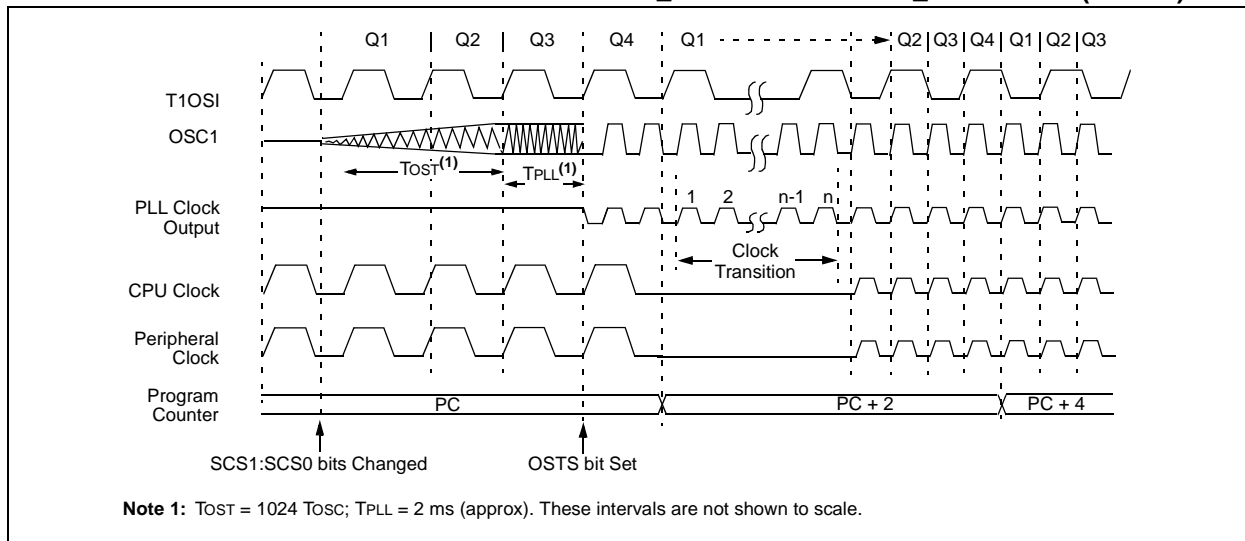 Q1 Q2 Q3 Q4 Q1 Q2 Q3 Q4 Q1 Q2 Q3
T1OSI
OSC1
TOST(1)
TPLL(1)
PLL Clock
Output
1 2 n-1 n
Clock
Transition
CPU Clock
Peripheral
Clock
Program
Counter
PC PC + 2 PC + 4
SCS1:SCS0 bits Changed OSTS bit Set
Note 1: TOST = 1024 TOSC; TPLL = 2 ms (approx). These intervals are not shown to scale.